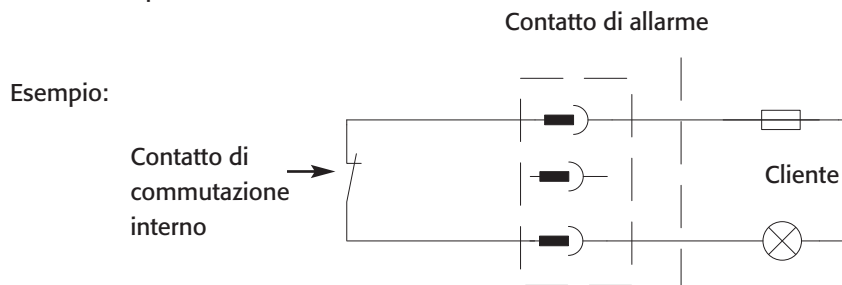 Contatto di allarme
Esempio:
Contatto di
commutazione
interno
Cliente